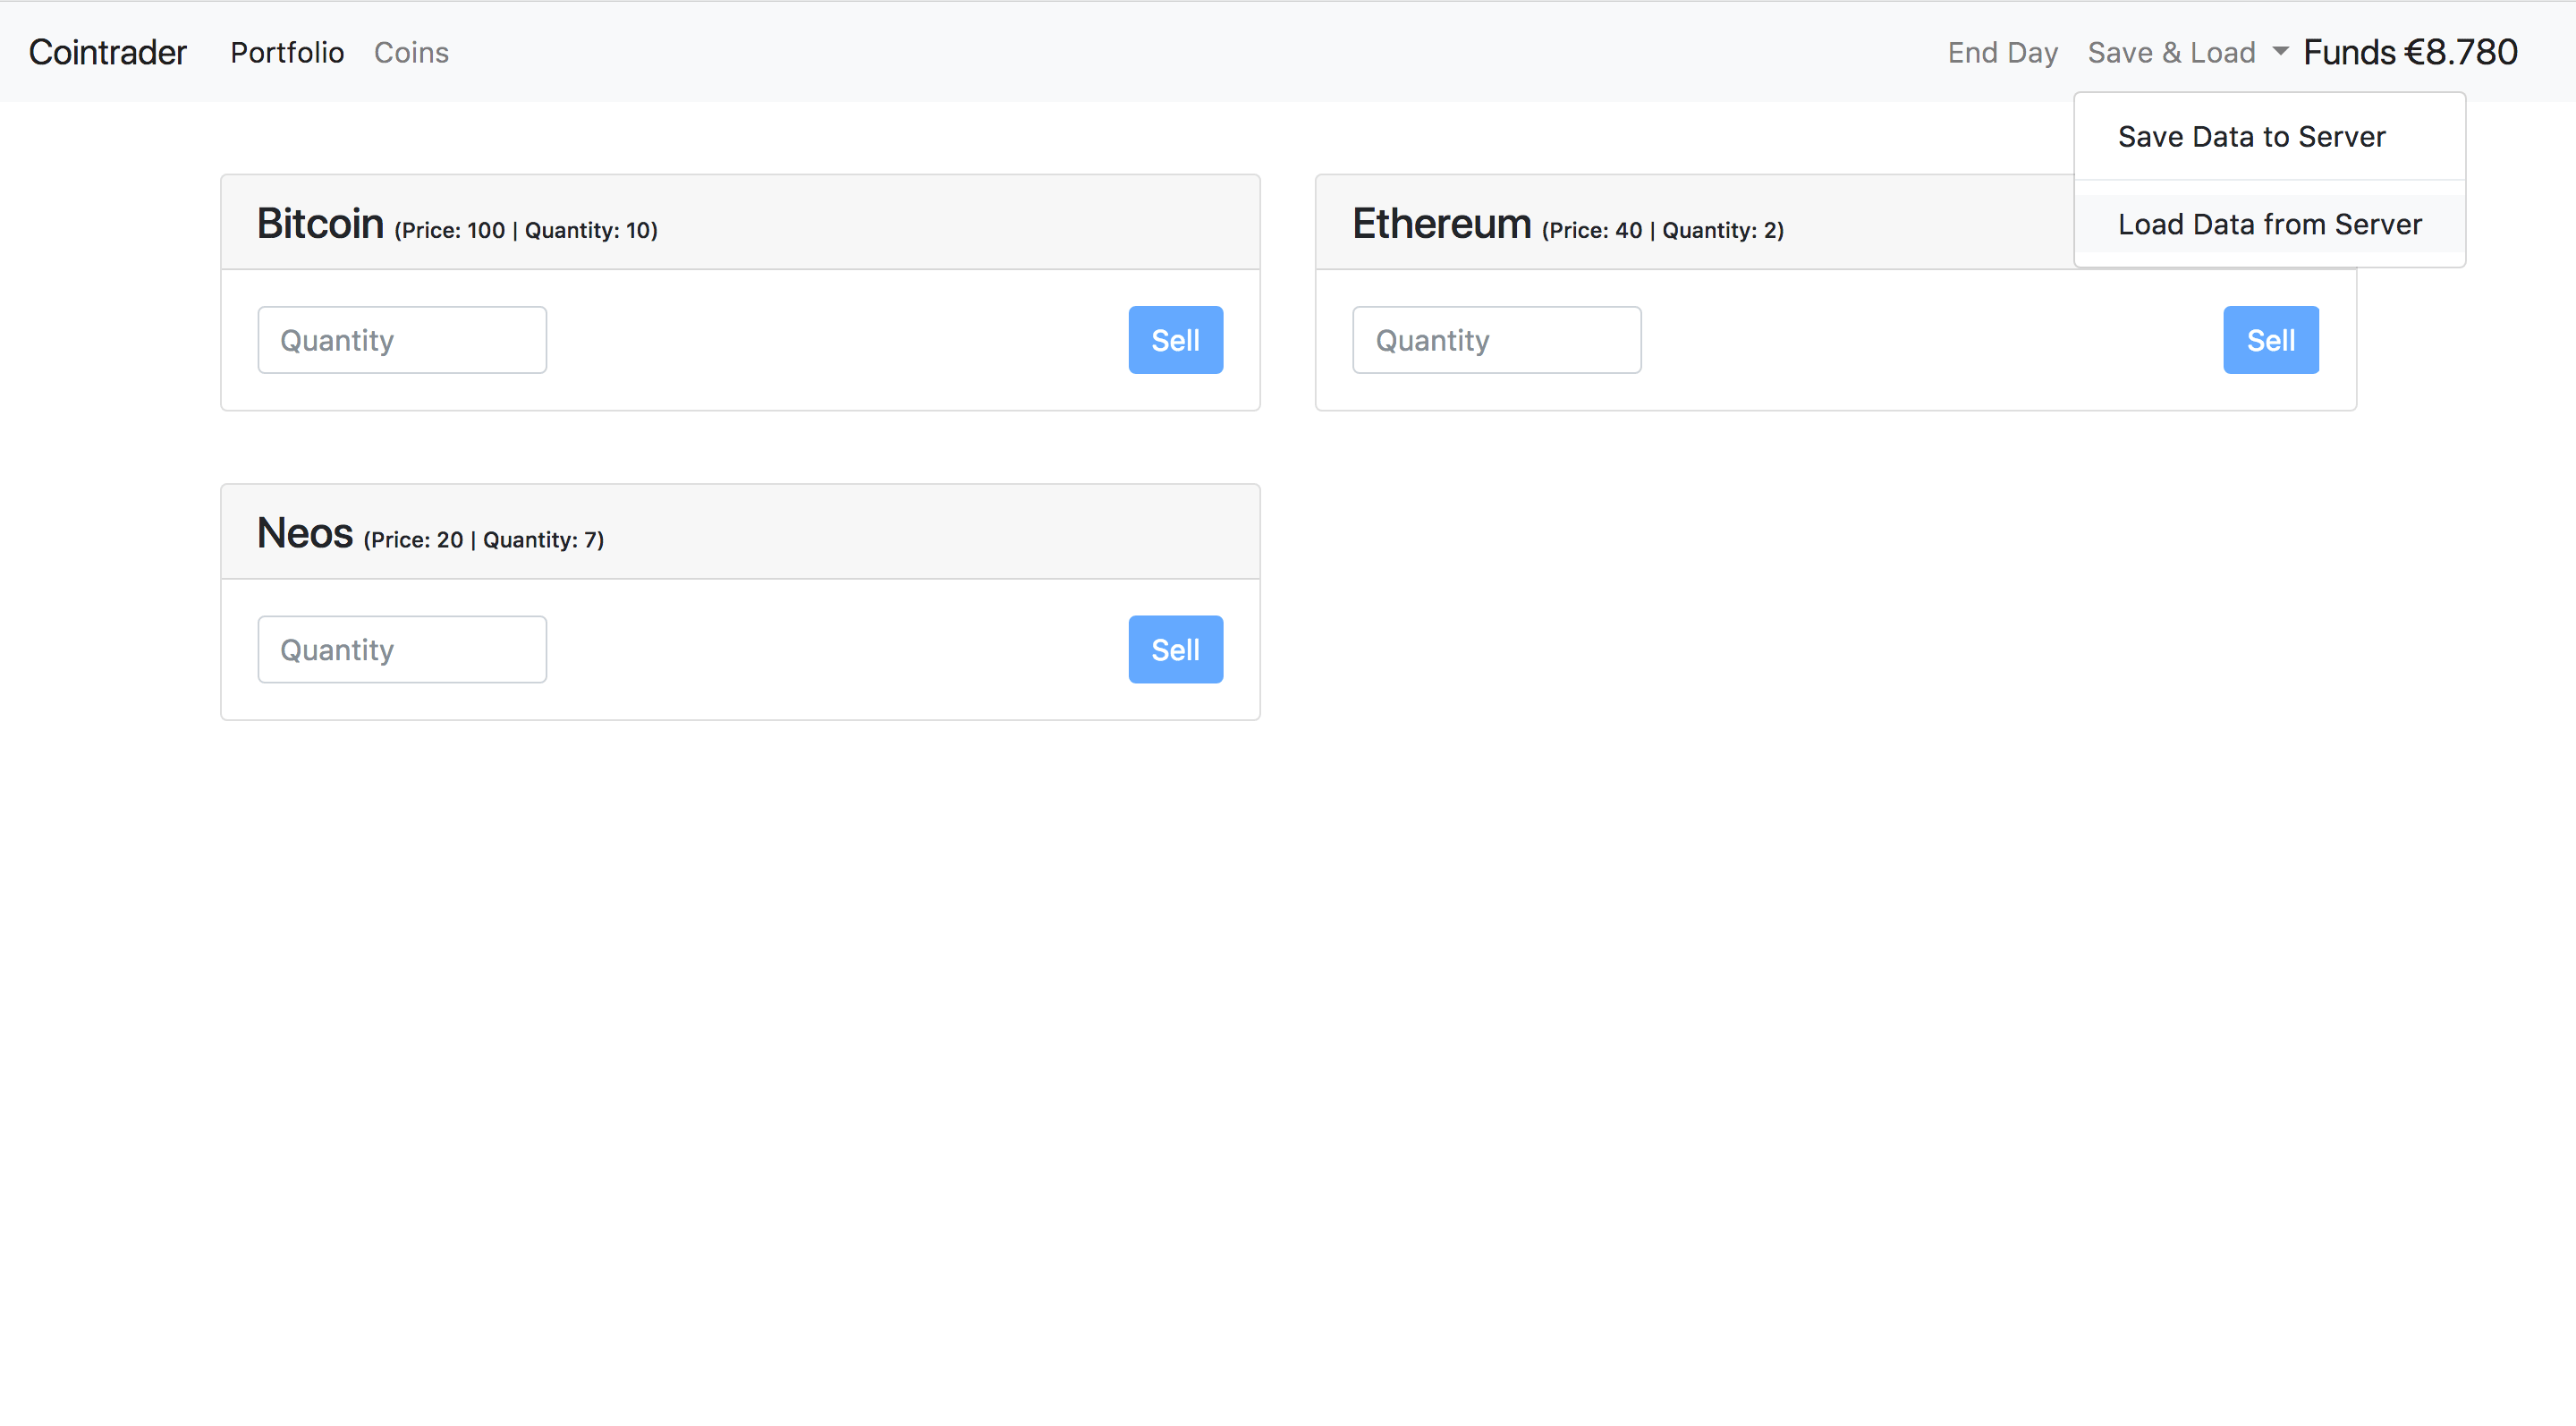 Cointrader Portfolio Coins End Day Save & Load Funds €8.780
Save Data to Server
Load Data from Server
Bitcoin (Price: 100 | Quantity: 10)
Quantity Sell
Ethereum (Price: 40 | Quantity: 2)
Quantity Sell
Neos (Price: 20 | Quantity: 7)
Quantity Sell